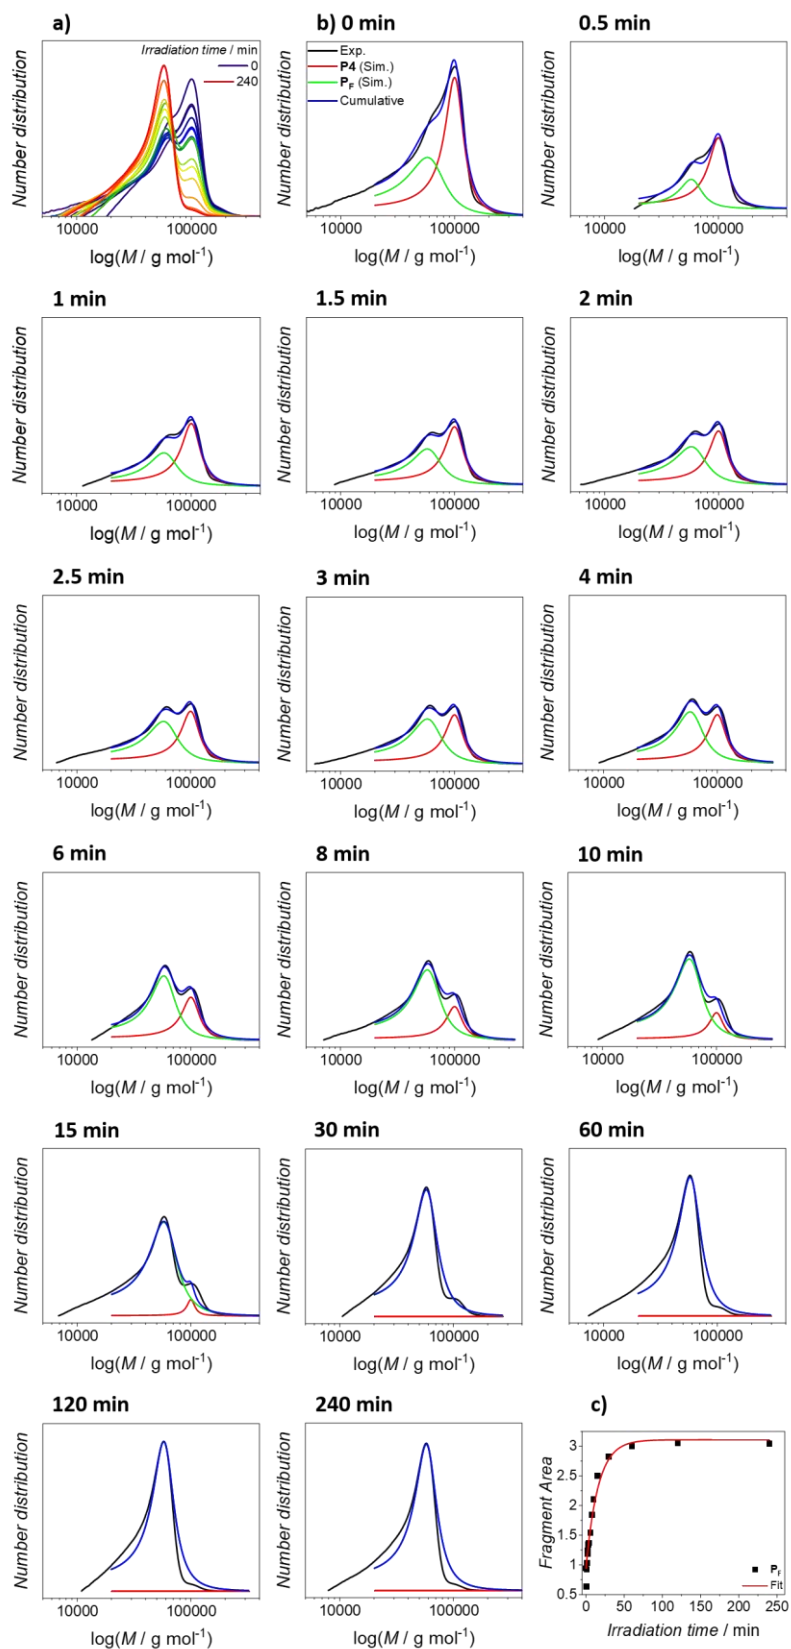 a)
Number distribution
Irradiation time / min
0
240
10000
100000
log(M / g mol⁻¹)
b) 0 min
Number distribution
Exp.
P4 (Sim.)
P_F (Sim.)
Cumulative
10000
100000
log(M / g mol⁻¹)
0.5 min
Number distribution
10000
100000
log(M / g mol⁻¹)
1 min
Number distribution
10000
100000
log(M / g mol⁻¹)
1.5 min
Number distribution
10000
100000
log(M / g mol⁻¹)
2 min
Number distribution
10000
100000
log(M / g mol⁻¹)
2.5 min
Number distribution
10000
100000
log(M / g mol⁻¹)
3 min
Number distribution
10000
100000
log(M / g mol⁻¹)
4 min
Number distribution
10000
100000
log(M / g mol⁻¹)
6 min
Number distribution
10000
100000
log(M / g mol⁻¹)
8 min
Number distribution
10000
100000
log(M / g mol⁻¹)
10 min
Number distribution
10000
100000
log(M / g mol⁻¹)
15 min
Number distribution
10000
100000
log(M / g mol⁻¹)
30 min
Number distribution
10000
100000
log(M / g mol⁻¹)
60 min
Number distribution
10000
100000
log(M / g mol⁻¹)
120 min
Number distribution
10000
100000
log(M / g mol⁻¹)
240 min
Number distribution
10000
100000
log(M / g mol⁻¹)
c)
Fragment Area
3
2.5
2
1.5
1
0.5
P_F
Fit
0 50 100 150 200 250
Irradiation time / min